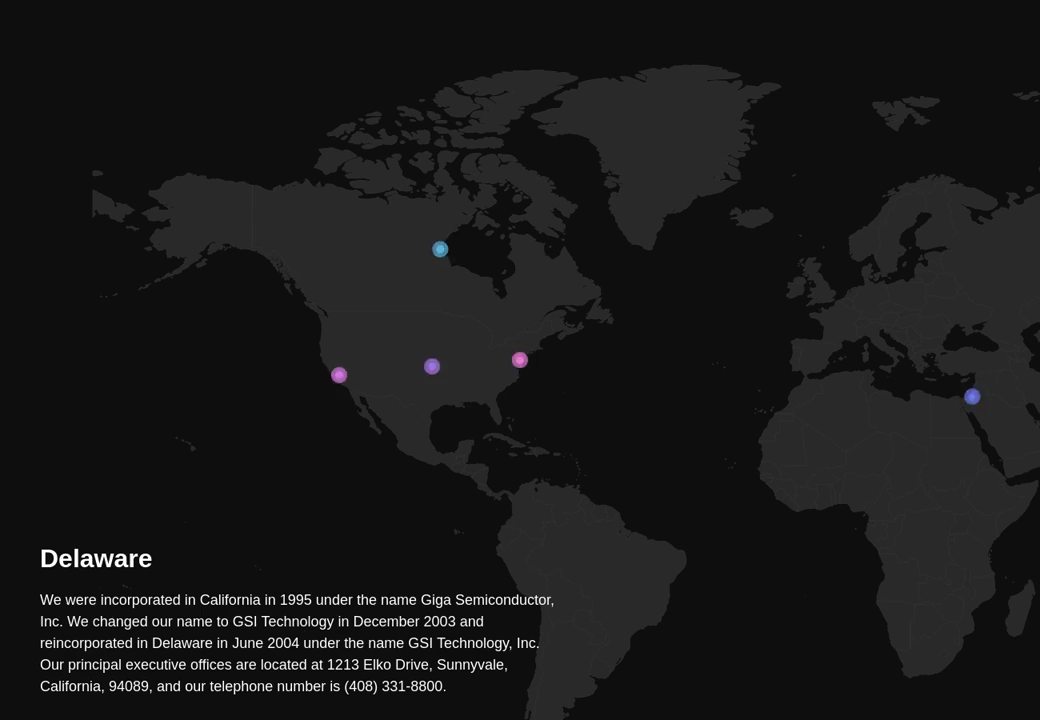 Delaware
We were incorporated in California in 1995 under the name Giga Semiconductor,
Inc. We changed our name to GSI Technology in December 2003 and
reincorporated in Delaware in June 2004 under the name GSI Technology, Inc.
Our principal executive offices are located at 1213 Elko Drive, Sunnyvale,
California, 94089, and our telephone number is (408) 331-8800.